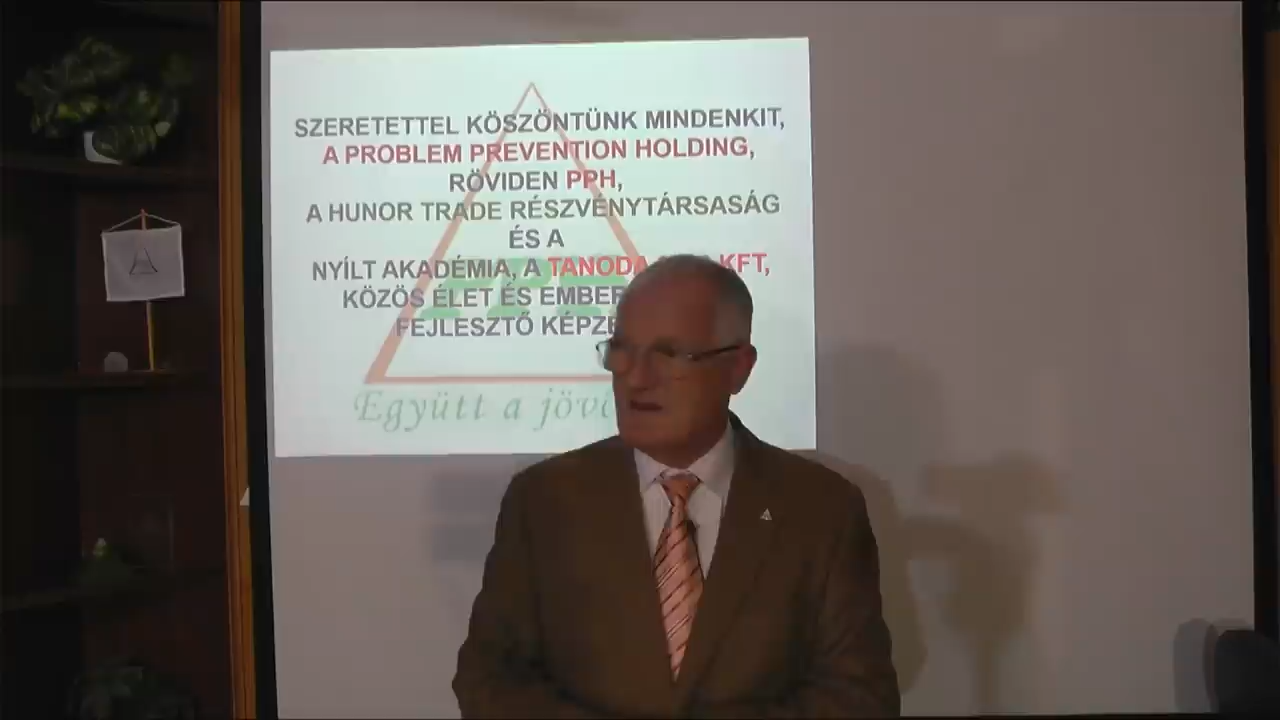 SZERETETTEL KÖSZÖNTÜNK MINDENKIT,
A PROBLEM PREVENTION HOLDING,
RÖVIDEN PPH,
A HUNOR TRADE RÉSZVÉNYTÁRSASÁG
ÉS A
NYÍLT AKADÉMIA, A TANODA KFT,
KÖZÖS ÉLET ÉS
FEJLESZTŐ
Együtt a